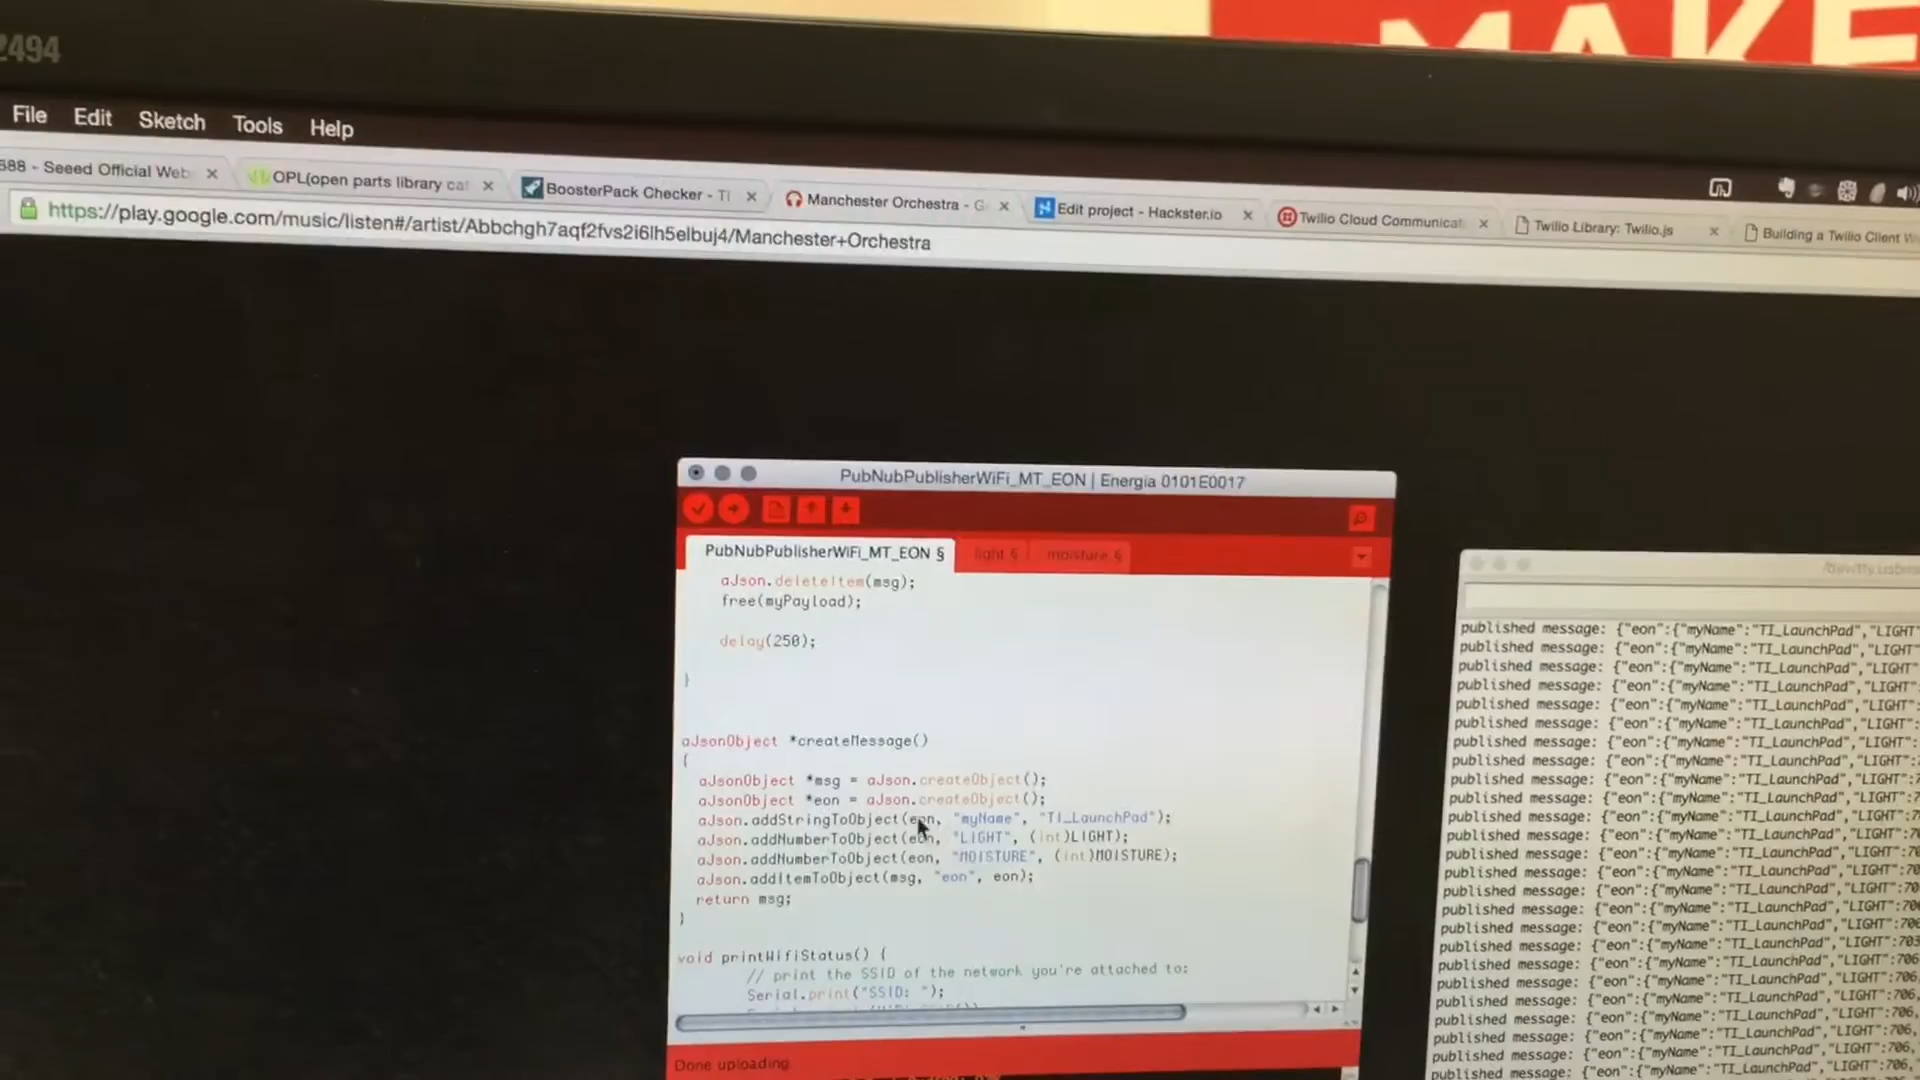 MAKE
2494
File Edit Sketch Tools Help
588 - Seeed Official Web
OPL(open parts library ca
BoosterPack Checker - TI
Manchester Orchestra - G
Edit project - Hackster.io
Twilio Cloud Communicat
Twilio Library: Twilio.js
Building a Twilio Client W
https://play.google.com/music/listen#/artist/Abbchgh7aqf2fvs2i6lh5elbuj4/Manchester+Orchestra
PubNubPublisherWiFi_MT_EON | Energia 0101E0017
PubNubPublisherWiFi_MT_EON § light § moisture §
aJson.deleteItem(msg);
free(myPayload);
delay(250);
}
aJsonObject *createMessage()
{
aJsonObject *msg = aJson.createObject();
aJsonObject *eon = aJson.createObject();
aJson.addStringToObject(eon, "myName", "TI_LaunchPad");
aJson.addNumberToObject(eon, "LIGHT", (int)LIGHT);
aJson.addNumberToObject(eon, "MOISTURE", (int)MOISTURE);
aJson.addItemToObject(msg, "eon", eon);
return msg;
}
void printWifiStatus() {
// print the SSID of the network you're attached to:
Serial.print("SSID: ");
Done uploading.
published message: {"eon":{"myName":"TI_LaunchPad","LIGHT"
published message: {"eon":{"myName":"TI_LaunchPad","LIGHT"
published message: {"eon":{"myName":"TI_LaunchPad","LIGHT"
published message: {"eon":{"myName":"TI_LaunchPad","LIGHT"
published message: {"eon":{"myName":"TI_LaunchPad","LIGHT"
published message: {"eon":{"myName":"TI_LaunchPad","LIGHT"
published message: {"eon":{"myName":"TI_LaunchPad","LIGHT":
published message: {"eon":{"myName":"TI_LaunchPad","LIGHT":
published message: {"eon":{"myName":"TI_LaunchPad","LIGHT":
published message: {"eon":{"myName":"TI_LaunchPad","LIGHT":
published message: {"eon":{"myName":"TI_LaunchPad","LIGHT":7
published message: {"eon":{"myName":"TI_LaunchPad","LIGHT":7
published message: {"eon":{"myName":"TI_LaunchPad","LIGHT":70
published message: {"eon":{"myName":"TI_LaunchPad","LIGHT":70
published message: {"eon":{"myName":"TI_LaunchPad","LIGHT":70
published message: {"eon":{"myName":"TI_LaunchPad","LIGHT":706
published message: {"eon":{"myName":"TI_LaunchPad","LIGHT":706
published message: {"eon":{"myName":"TI_LaunchPad","LIGHT":703
published message: {"eon":{"myName":"TI_LaunchPad","LIGHT":706
published message: {"eon":{"myName":"TI_LaunchPad","LIGHT":706,
published message: {"eon":{"myName":"TI_LaunchPad","LIGHT":706,
published message: {"eon":{"myName":"TI_LaunchPad","LIGHT":706,
published message: {"eon":{"myName":"TI_LaunchPad","LIGHT":706,
published message: {"eon":{"myName":"TI_LaunchPad","LIGHT":706,
published message: {"eon":{"myName":"TI_LaunchPad","LIGHT":706,